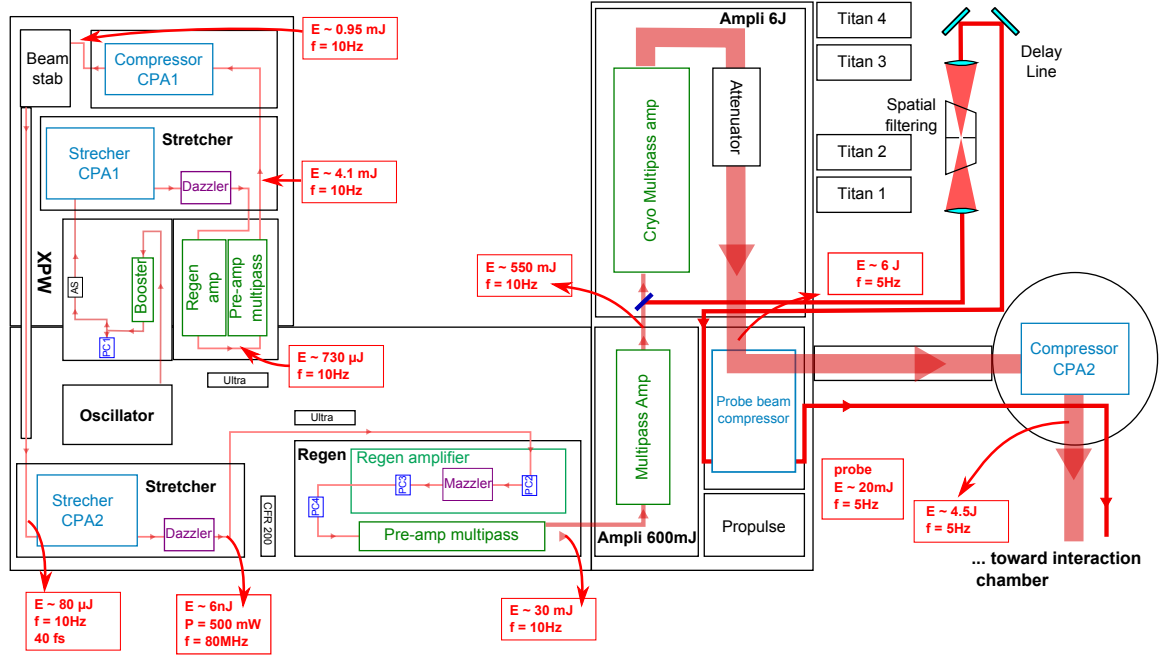 E ~ 0.95 mJ
f = 10Hz
Beam
stab
Compressor
CPA1
Stretcher
Strecher
CPA1
Dazzler
E ~ 4.1 mJ
f = 10Hz
XPW
AS
Booster
PC1
Regen
amp
Pre-amp
multipass
E ~ 730 µJ
f = 10Hz
Ultra
Oscillator
Ultra
Stretcher
Strecher
CPA2
Dazzler
CFR 200
Regen
Regen amplifier
PC4
PC3
Mazzler
PC2
Pre-amp multipass
E ~ 80 µJ
f = 10Hz
40 fs
E ~ 6nJ
P = 500 mW
f = 80MHz
E ~ 30 mJ
f = 10Hz
Ampli 6J
Cryo Multipass amp
Attenuator
E ~ 550 mJ
f = 10Hz
Multipass Amp
Ampli 600mJ
Probe beam
compressor
Propulse
Titan 4
Titan 3
Titan 2
Titan 1
Spatial
filtering
Delay
Line
E ~ 6 J
f = 5Hz
Compressor
CPA2
probe
E ~ 20mJ
f = 5Hz
E ~ 4.5J
f = 5Hz
... toward interaction
chamber